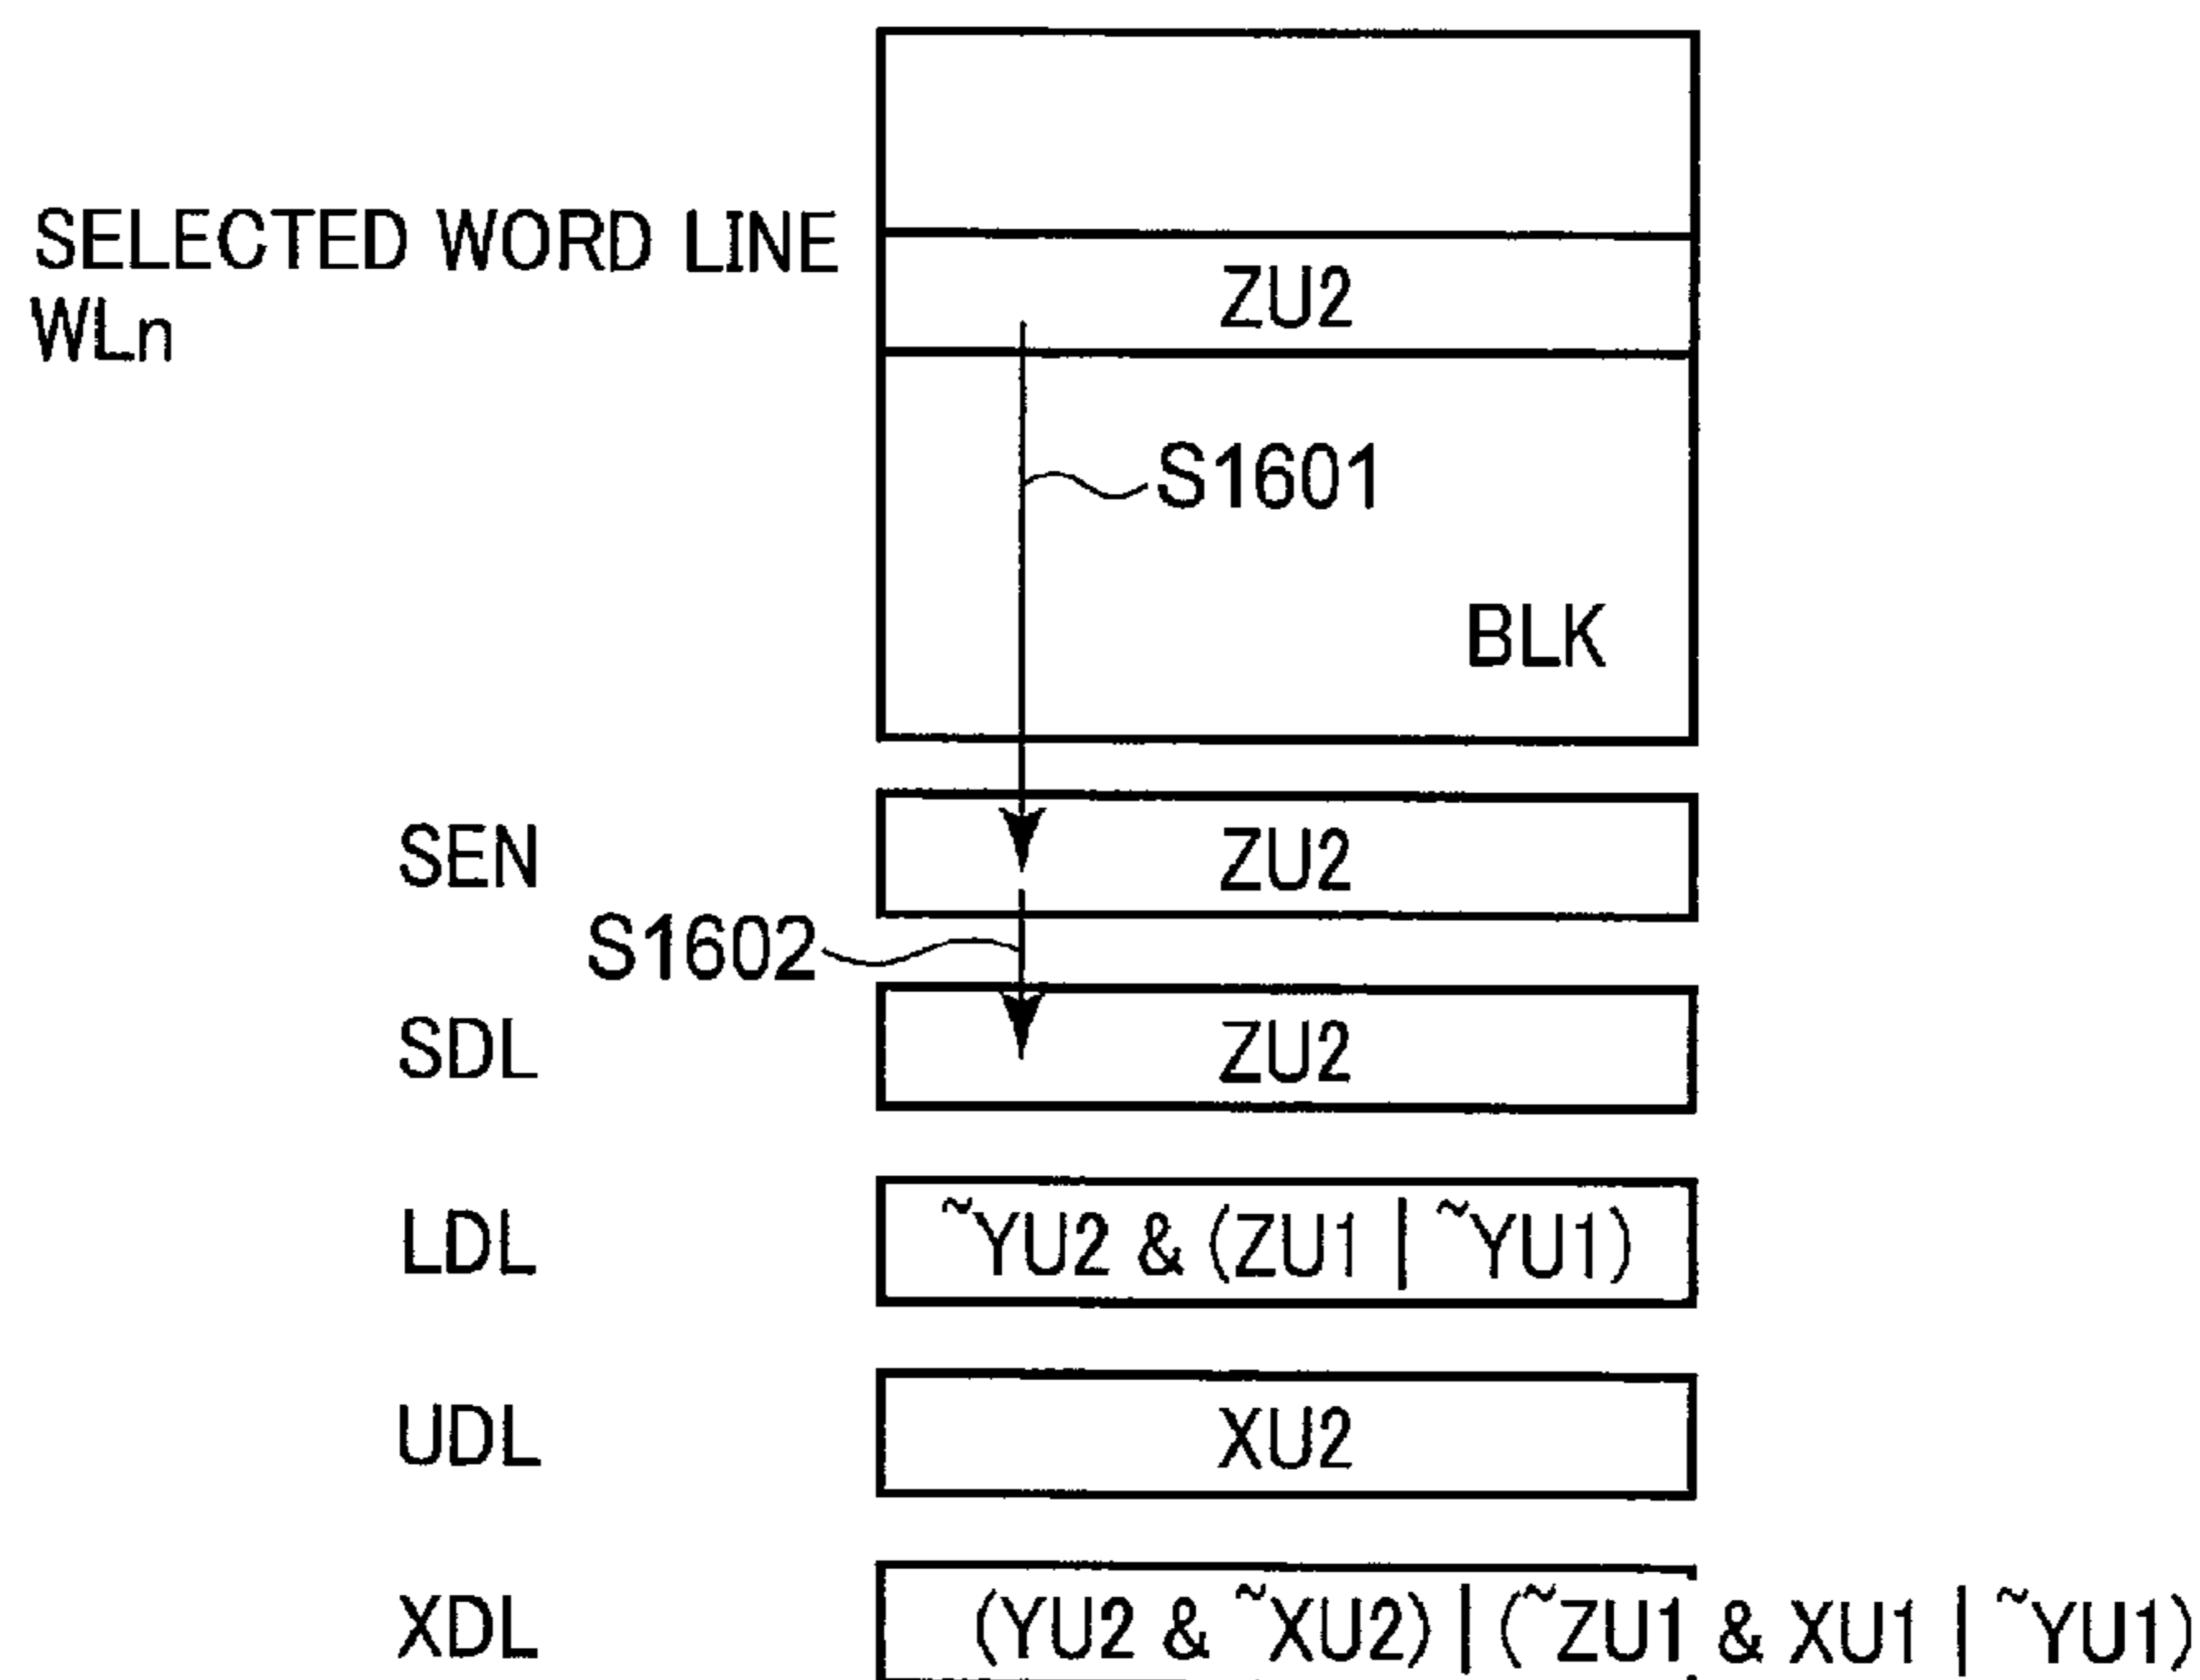 SELECTED WORD LINE
WLn
ZU2
S1601
BLK
SEN
ZU2
S1602
SDL
ZU2
LDL
~YU2 & (ZU1 | ~YU1)
UDL
XU2
XDL
(YU2 & ~XU2) | (~ZU1 & XU1 | ~YU1)